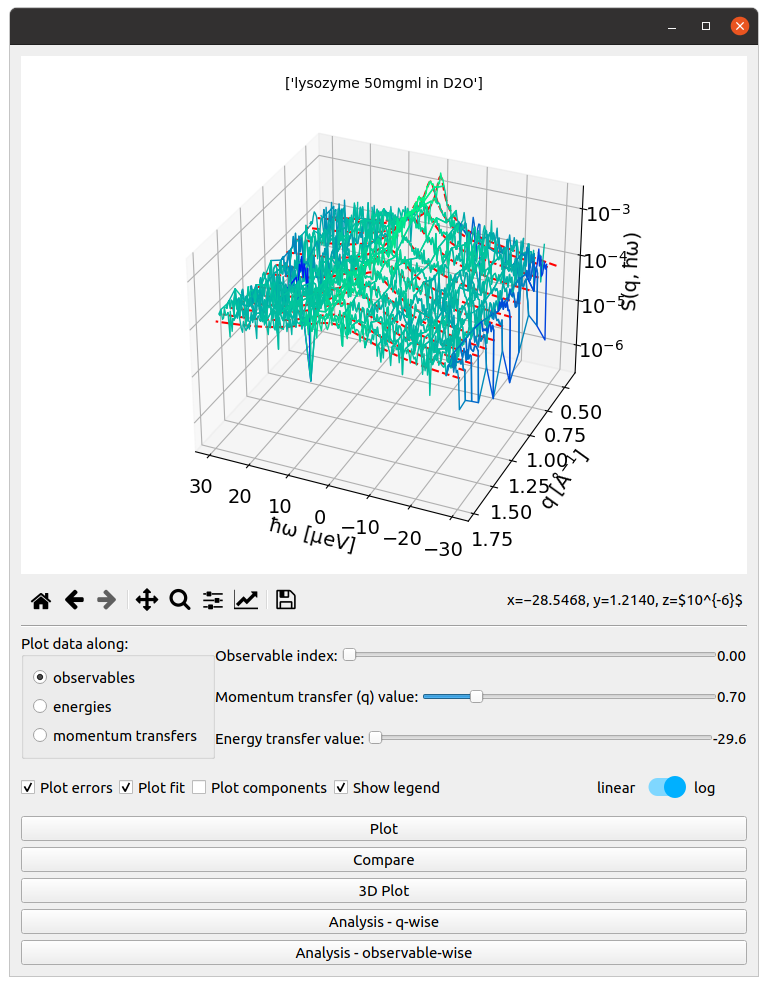 ['lysozyme 50mgml in D2O']
10⁻³
10⁻⁴
10⁻⁵
10⁻⁶
S(q, ħω)
0.50
0.75
1.00
1.25
1.50
1.75
q [Å⁻¹]
30
20
10
0
−10
−20
−30
ħω [µeV]
x=−28.5468, y=1.2140, z=$10^{-6}$
Plot data along:
observables
energies
momentum transfers
Observable index: 0.00
Momentum transfer (q) value: 0.70
Energy transfer value: -29.6
Plot errors Plot fit Plot components Show legend linear log
Plot
Compare
3D Plot
Analysis - q-wise
Analysis - observable-wise